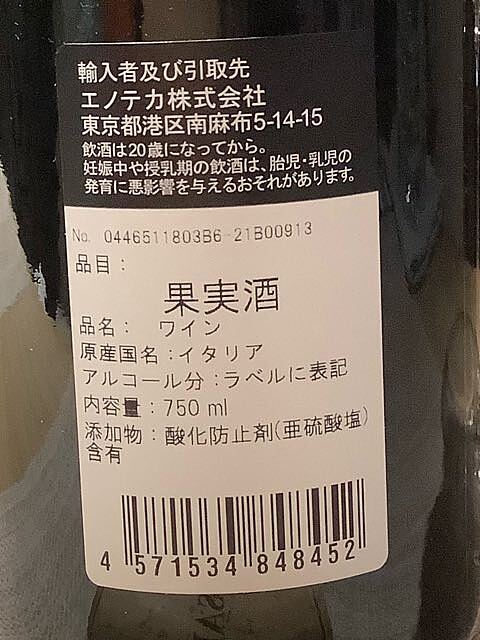 輸入者及び引取先
エノテカ株式会社
東京都港区南麻布5-14-15
飲酒は20歳になってから。
妊娠中や授乳期の飲酒は、胎児・乳児の
発育に悪影響を与えるおそれがあります。
No. 0446511803B6-21B00913
品目：
果実酒
品名： ワイン
原産国名：イタリア
アルコール分：ラベルに表記
内容量：750 ml
添加物：酸化防止剤(亜硫酸塩)
含有
4 571534 848452